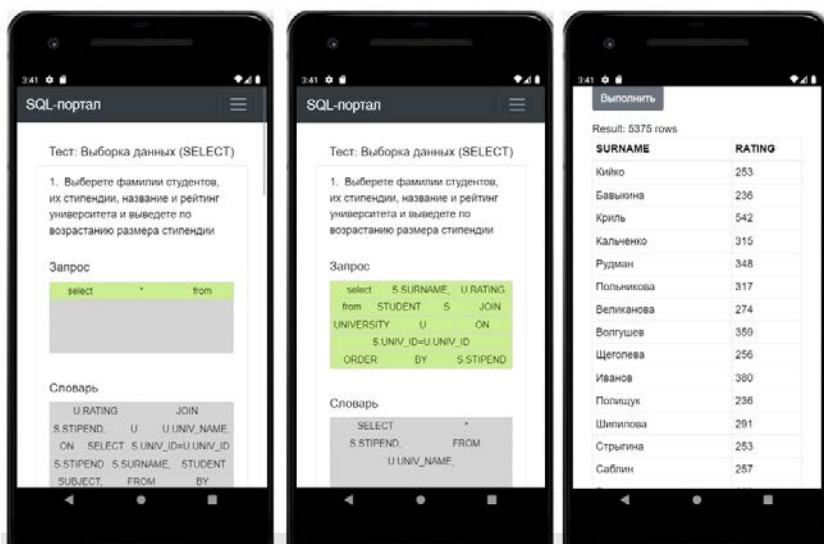 3:41
SQL-портал
Тест: Выборка данных (SELECT)
1. Выберете фамилии студентов,
их стипендии, название и рейтинг
университета и выведете по
возрастанию размера стипендии
Запрос
select * from
Словарь
U.RATING JOIN
S.STIPEND, U U.UNIV_NAME,
ON SELECT S.UNIV_ID=U.UNIV_ID
S.STIPEND S.SURNAME, STUDENT
SUBJECT, FROM BY
3:41
SQL-портал
Тест: Выборка данных (SELECT)
1. Выберете фамилии студентов,
их стипендии, название и рейтинг
университета и выведете по
возрастанию размера стипендии
Запрос
select S.SURNAME, U.RATING
from STUDENT S JOIN
UNIVERSITY U ON
S.UNIV_ID=U.UNIV_ID
ORDER BY S.STIPEND
Словарь
SELECT *
S.STIPEND, FROM
U.UNIV_NAME,
3:41
Выполнить
Result: 5375 rows
SURNAME RATING
Кийко 253
Бавыкина 236
Криль 542
Кальченко 315
Рудман 348
Польникова 317
Великанова 274
Волгушев 359
Щеголева 256
Иванов 380
Полищук 236
Шипилова 291
Стрыгина 253
Саблин 257